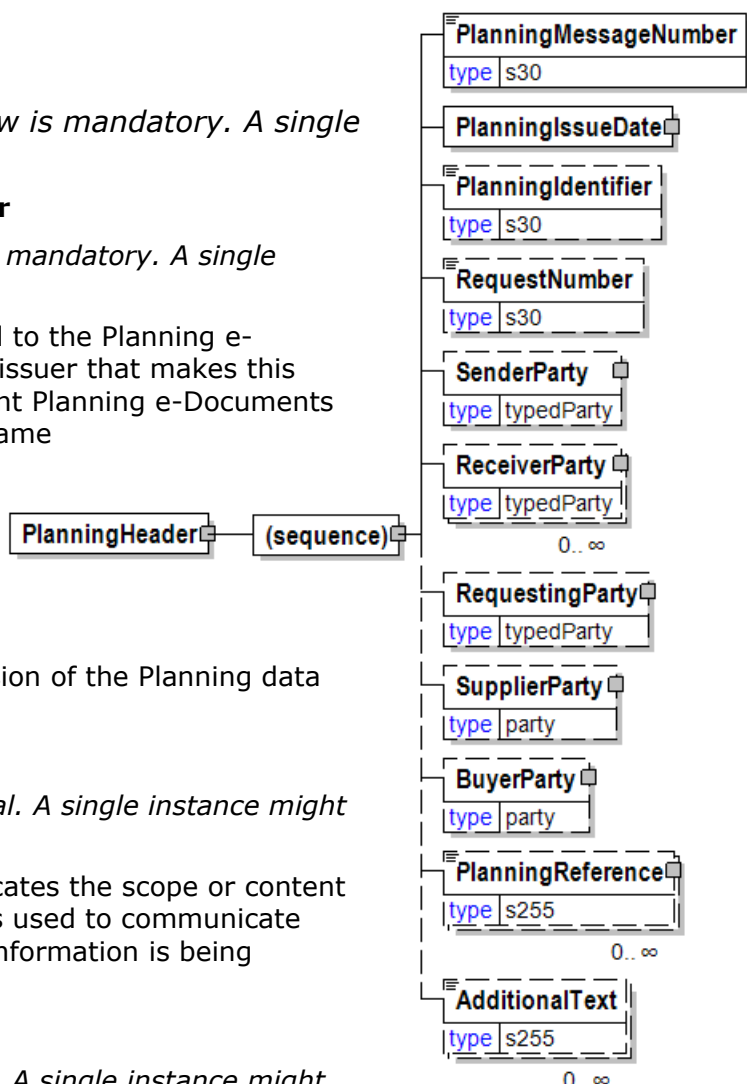 w is mandatory. A single
r
mandatory. A single
l to the Planning e-
issuer that makes this
nt Planning e-Documents
ame
tion of the Planning data
al. A single instance might
cates the scope or content
s used to communicate
nformation is being
. A single instance might
PlanningHeader
(sequence)
PlanningMessageNumber
type s30
PlanningIssueDate
PlanningIdentifier
type s30
RequestNumber
type s30
SenderParty
type typedParty
ReceiverParty
type typedParty
0.. ∞
RequestingParty
type typedParty
SupplierParty
type party
BuyerParty
type party
PlanningReference
type s255
0.. ∞
AdditionalText
type s255
0.. ∞